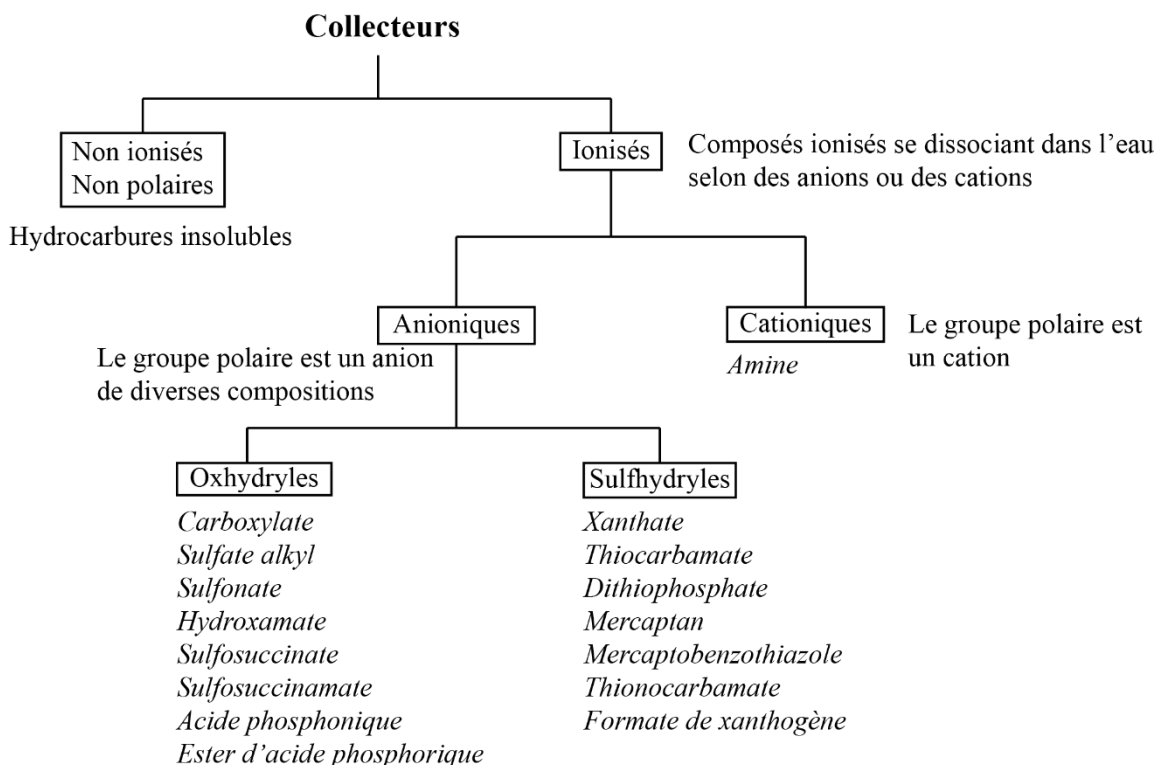 Collecteurs
Non ionisés
Non polaires
Hydrocarbures insolubles
Ionisés
Composés ionisés se dissociant dans l’eau
selon des anions ou des cations
Anioniques
Le groupe polaire est un anion
de diverses compositions
Cationiques
Amine
Le groupe polaire est
un cation
Oxhydryles
Carboxylate
Sulfate alkyl
Sulfonate
Hydroxamate
Sulfosuccinate
Sulfosuccinamate
Acide phosphonique
Ester d’acide phosphorique
Sulfhydryles
Xanthate
Thiocarbamate
Dithiophosphate
Mercaptan
Mercaptobenzothiazole
Thionocarbamate
Formate de xanthogène